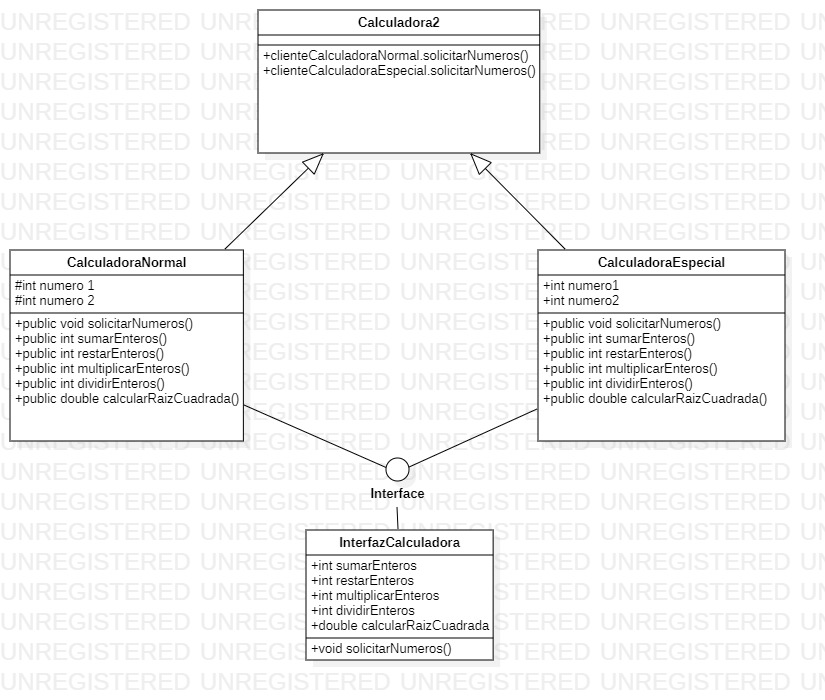 Calculadora2
+clienteCalculadoraNormal.solicitarNumeros()
+clienteCalculadoraEspecial.solicitarNumeros()
CalculadoraNormal
#int numero 1
#int numero 2
+public void solicitarNumeros()
+public int sumarEnteros()
+public int restarEnteros()
+public int multiplicarEnteros()
+public int dividirEnteros()
+public double calcularRaizCuadrada()
CalculadoraEspecial
+int numero1
+int numero2
+public void solicitarNumeros()
+public int sumarEnteros()
+public int restarEnteros()
+public int multiplicarEnteros()
+public int dividirEnteros()
+public double calcularRaizCuadrada()
Interface
InterfazCalculadora
+int sumarEnteros
+int restarEnteros
+int multiplicarEnteros
+int dividirEnteros
+double calcularRaizCuadrada
+void solicitarNumeros()
UNREGISTERED